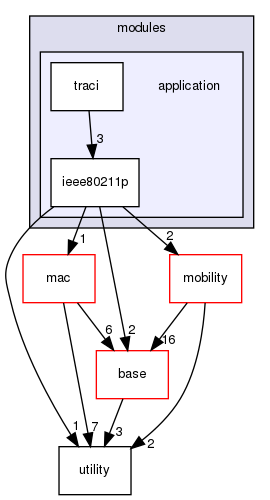 modules
traci
application
3
ieee80211p
2
1
mac
mobility
6
2
16
base
1
7
3
2
utility